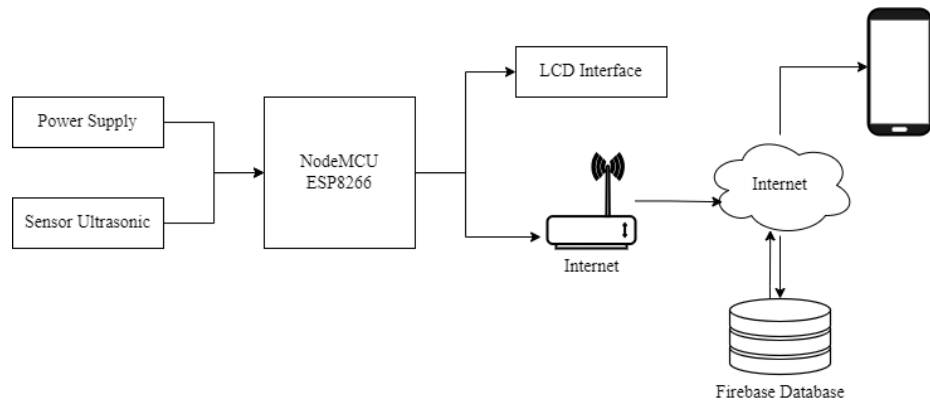 Power Supply
Sensor Ultrasonic
NodeMCU
ESP8266
LCD Interface
Internet
Internet
Firebase Database